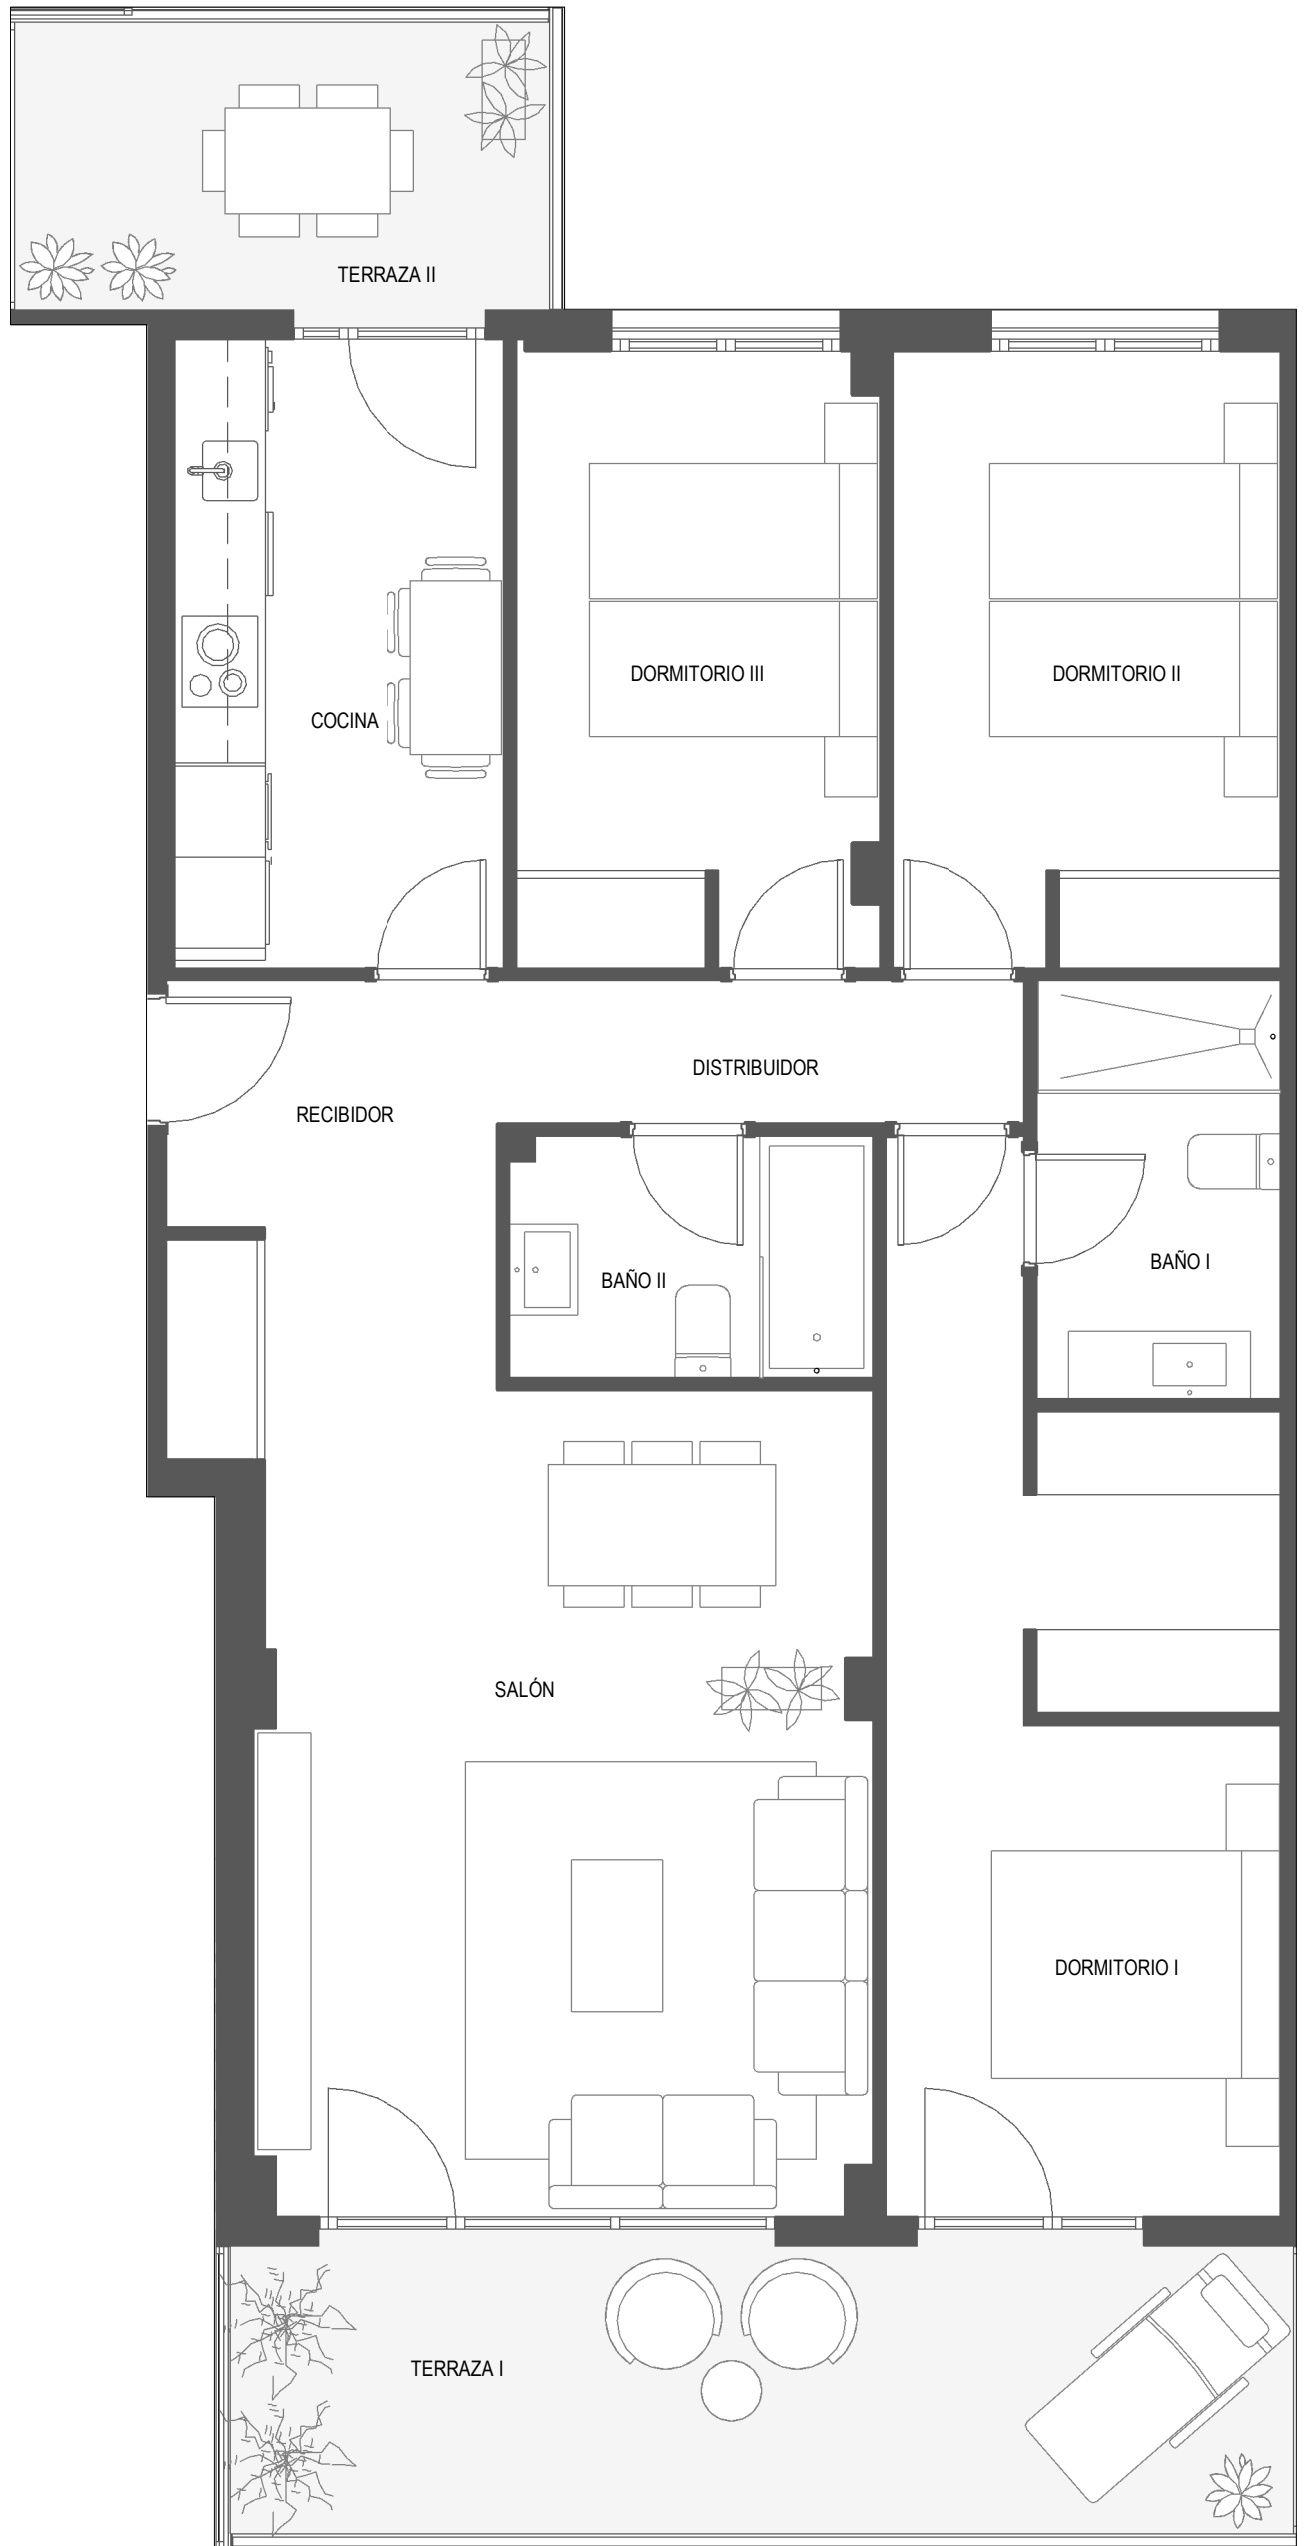 TERRAZA II
DORMITORIO III
DORMITORIO II
COCINA
DISTRIBUIDOR
RECIBIDOR
BAÑO I
BAÑO II
SALÓN
DORMITORIO I
TERRAZA I